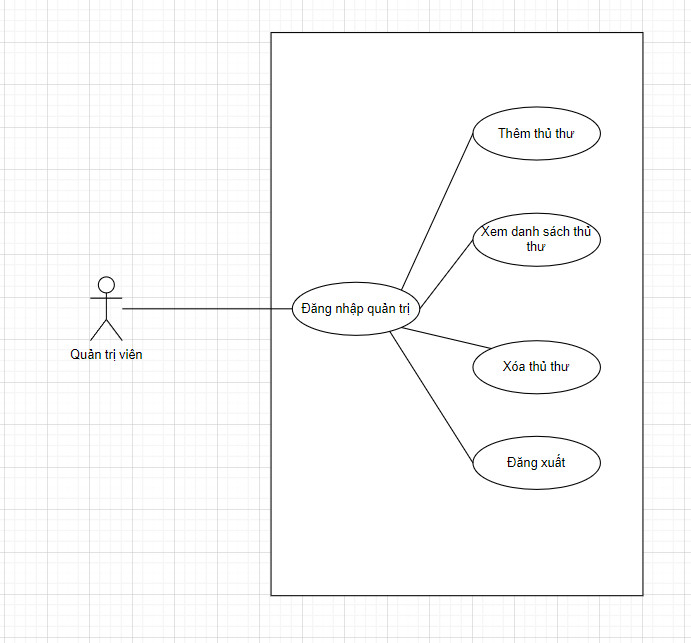 Thêm thủ thư
Xem danh sách thủ
thư
Đăng nhập quản trị
Quản trị viên
Xóa thủ thư
Đăng xuất